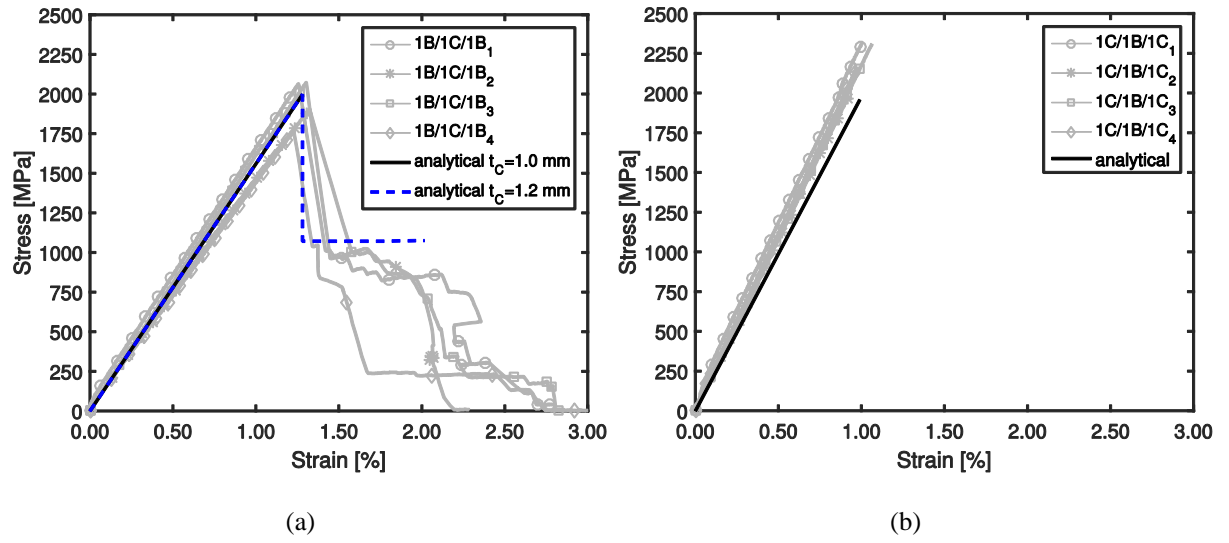 2500
2250
2000
1750
1500
1250
1000
750
500
250
0
Stress [MPa]
0.00 0.50 1.00 1.50 2.00 2.50 3.00
Strain [%]
1B/1C/1B1
1B/1C/1B2
1B/1C/1B3
1B/1C/1B4
analytical tC=1.0 mm
analytical tC=1.2 mm
(a)
2500
2250
2000
1750
1500
1250
1000
750
500
250
0
Stress [MPa]
0.00 0.50 1.00 1.50 2.00 2.50 3.00
Strain [%]
1C/1B/1C1
1C/1B/1C2
1C/1B/1C3
1C/1B/1C4
analytical
(b)